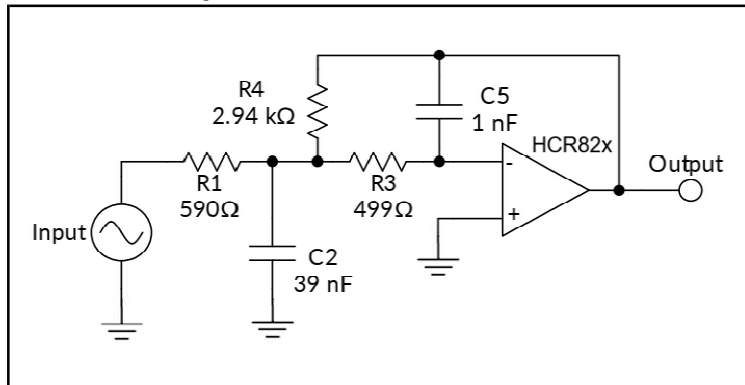 R4
2.94 kΩ
C5
1 nF
HCR82x
-
+
Output
R1
590Ω
R3
499Ω
Input
C2
39 nF